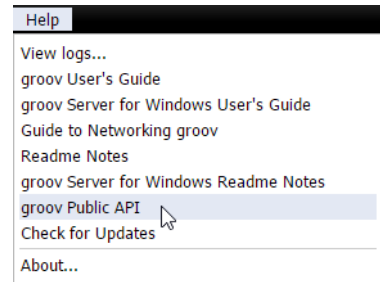 Help
View logs...
groov User's Guide
groov Server for Windows User's Guide
Guide to Networking groov
Readme Notes
groov Server for Windows Readme Notes
groov Public API
Check for Updates
About...